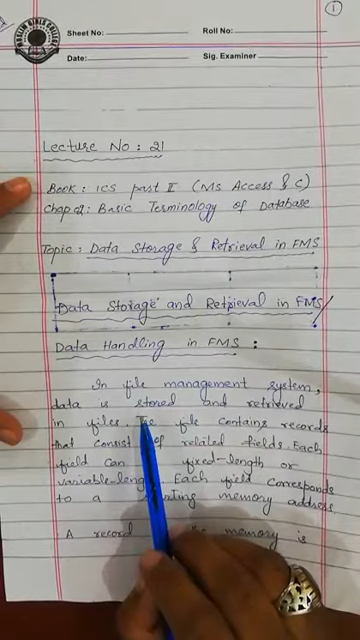 1
Sheet No:
Roll No:
Date:
Sig. Examiner
Lecture No : 21
Book : ICS part II (MS Access & C)
Chap 02: Basic Terminology of Database
Topic : Data Storage & Retrieval in FMS
Data Storage and Retrieval in FMS
Data Handling in FMS :
In file management system,
data is stored and retrieved
in files. The file contains records
that consist of related fields. Each
field can fixed-length or
variable-length. Each field corresponds
to a memory address.
A record memory is